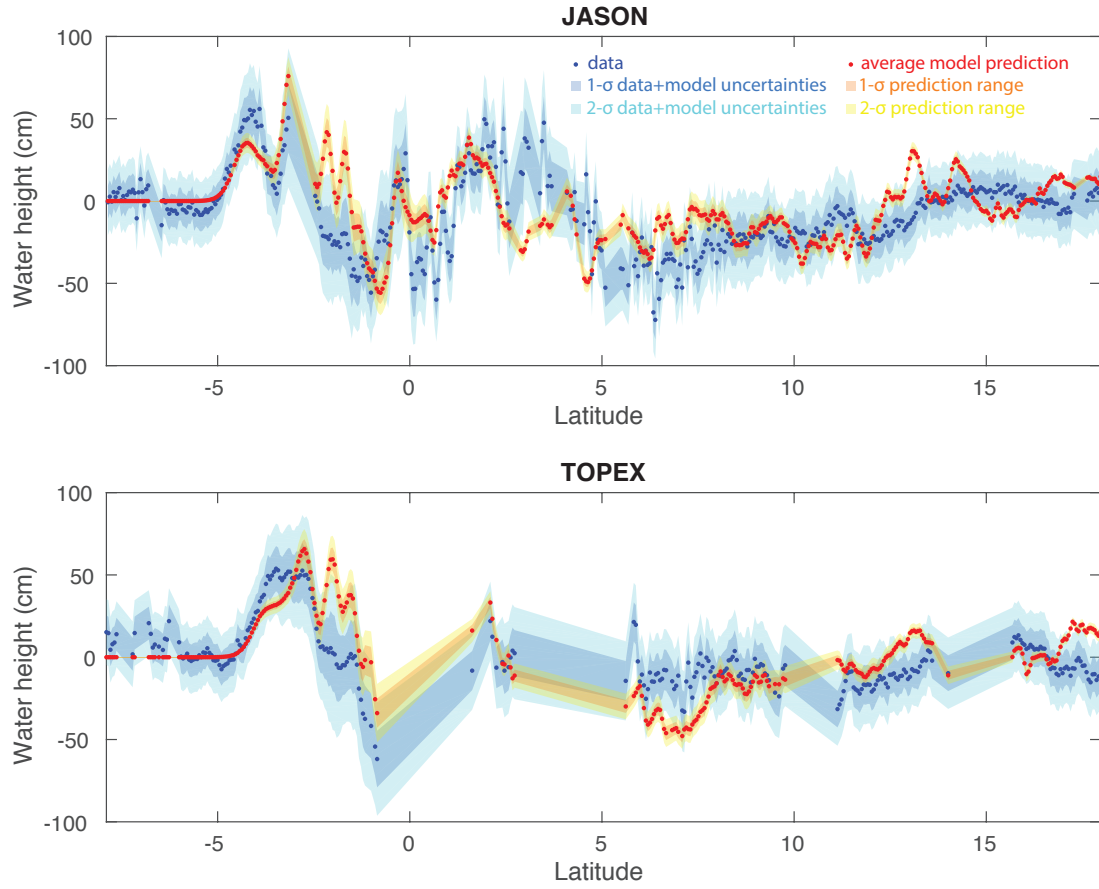 JASON
100
50
0
-50
-100
Water height (cm)
data
1-σ data+model uncertainties
2-σ data+model uncertainties
average model prediction
1-σ prediction range
2-σ prediction range
-5
0
5
10
15
Latitude
TOPEX
100
50
0
-50
-100
Water height (cm)
-5
0
5
10
15
Latitude